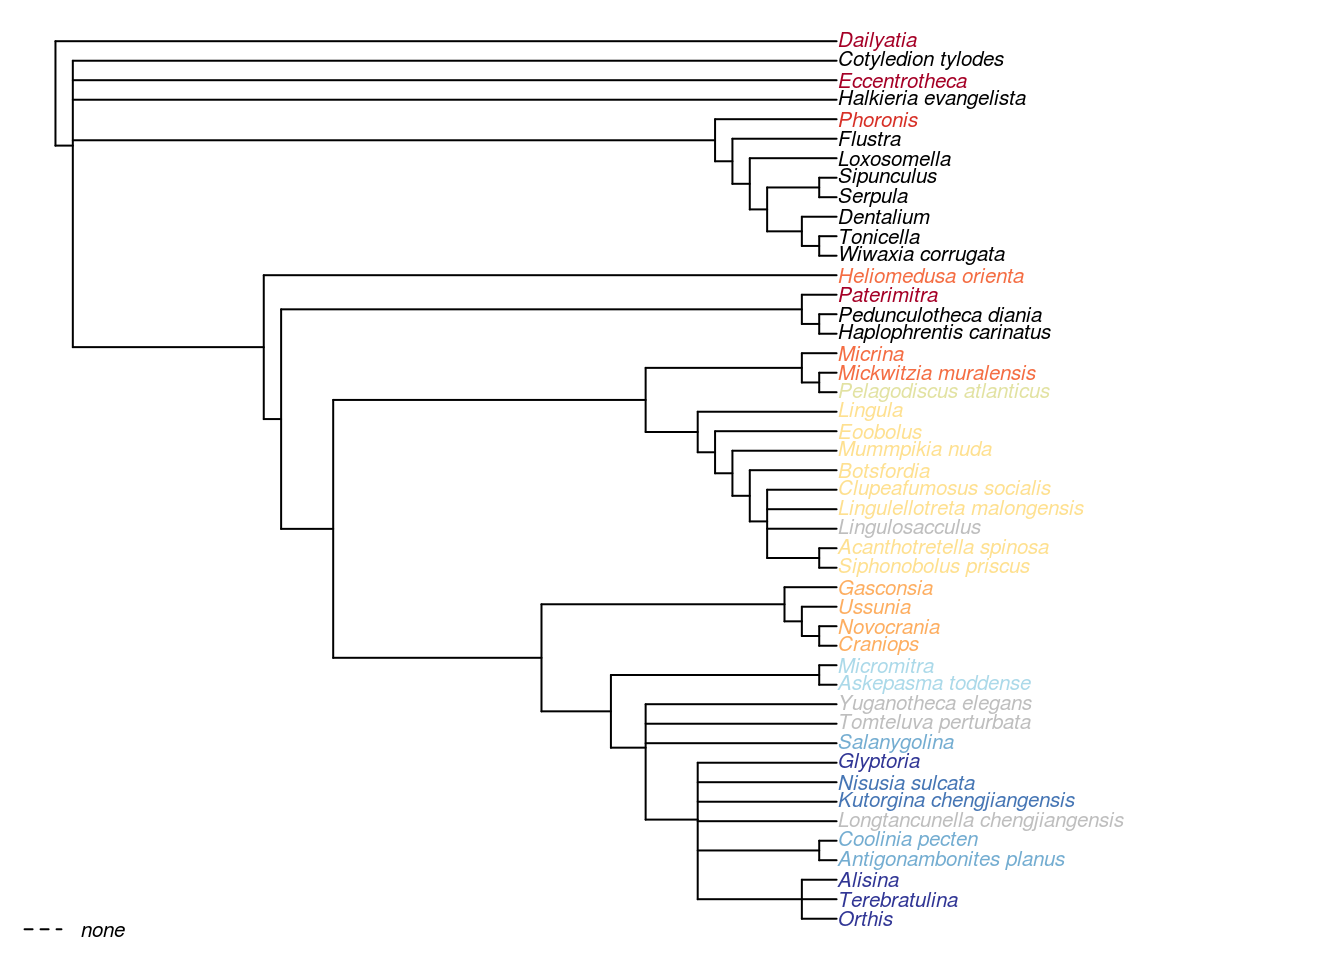 Dailyatia
Cotyledion tylodes
Eccentrotheca
Halkieria evangelista
Phoronis
Flustra
Loxosomella
Sipunculus
Serpula
Dentalium
Tonicella
Wiwaxia corrugata
Heliomedusa orienta
Paterimitra
Pedunculotheca diania
Haplophrentis carinatus
Micrina
Mickwitzia muralensis
Pelagodiscus atlanticus
Lingula
Eoobolus
Mummpikia nuda
Botsfordia
Clupeafumosus socialis
Lingulellotreta malongensis
Lingulosacculus
Acanthotretella spinosa
Siphonobolus priscus
Gasconsia
Ussunia
Novocrania
Craniops
Micromitra
Askepasma toddense
Yuganotheca elegans
Tomteluva perturbata
Salanygolina
Glyptoria
Nisusia sulcata
Kutorgina chengjiangensis
Longtancunella chengjiangensis
Coolinia pecten
Antigonambonites planus
Alisina
Terebratulina
Orthis
none